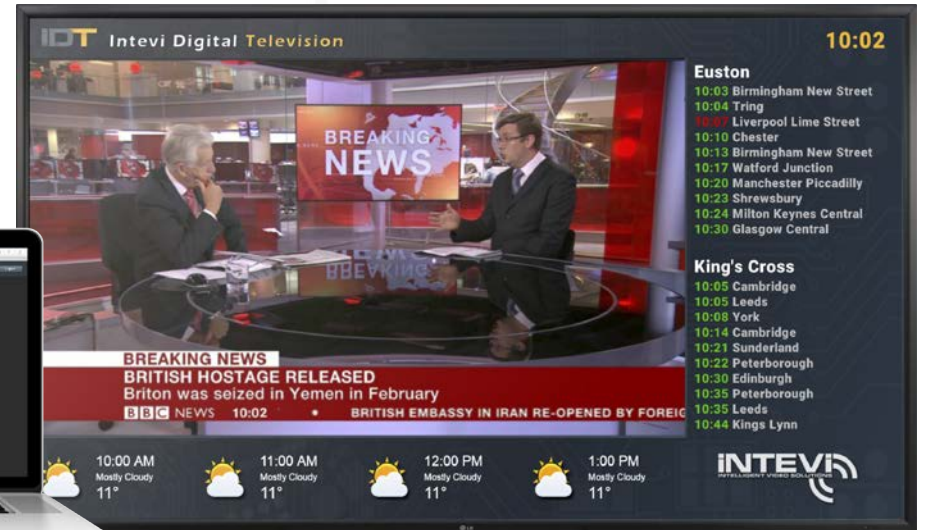 IDT Intevi Digital Television
10:02
BREAKING
NEWS
BREAKING NEWS
BRITISH HOSTAGE RELEASED
Briton was seized in Yemen in February
BBC NEWS 10:02 • BRITISH EMBASSY IN IRAN RE-OPENED BY FOREIG
Euston
10:03 Birmingham New Street
10:04 Tring
10:07 Liverpool Lime Street
10:10 Chester
10:13 Birmingham New Street
10:17 Watford Junction
10:20 Manchester Piccadilly
10:23 Shrewsbury
10:24 Milton Keynes Central
10:30 Glasgow Central
King's Cross
10:05 Cambridge
10:05 Leeds
10:08 York
10:14 Cambridge
10:21 Sunderland
10:22 Peterborough
10:30 Edinburgh
10:35 Peterborough
10:35 Leeds
10:44 Kings Lynn
10:00 AM
Mostly Cloudy
11°
11:00 AM
Mostly Cloudy
11°
12:00 PM
Mostly Cloudy
11°
1:00 PM
Mostly Cloudy
11°
INTEVI
INTELLIGENT VIDEO SOLUTIONS
LG